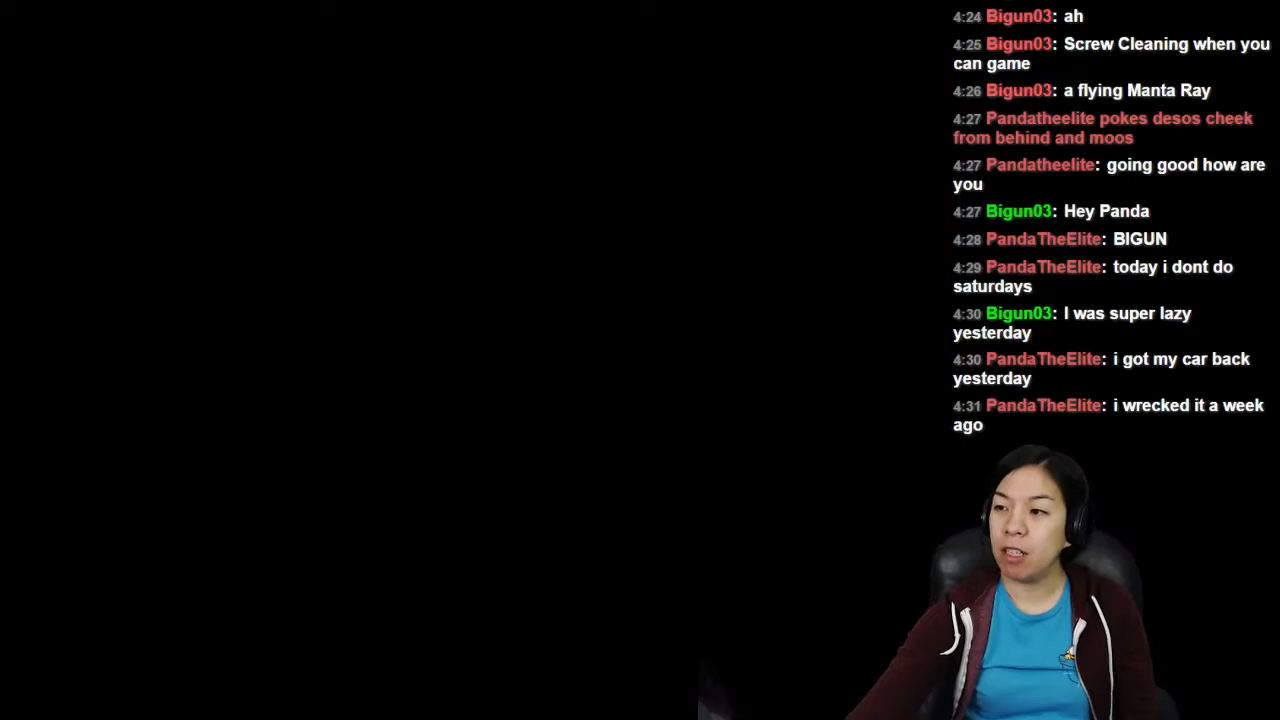 4:24 Bigun03: ah
4:25 Bigun03: Screw Cleaning when you
can game
4:26 Bigun03: a flying Manta Ray
4:27 Pandatheelite pokes desos cheek
from behind and moos
4:27 Pandatheelite: going good how are
you
4:27 Bigun03: Hey Panda
4:28 PandaTheElite: BIGUN
4:29 PandaTheElite: today i dont do
saturdays
4:30 Bigun03: I was super lazy
yesterday
4:30 PandaTheElite: i got my car back
yesterday
4:31 PandaTheElite: i wrecked it a week
ago